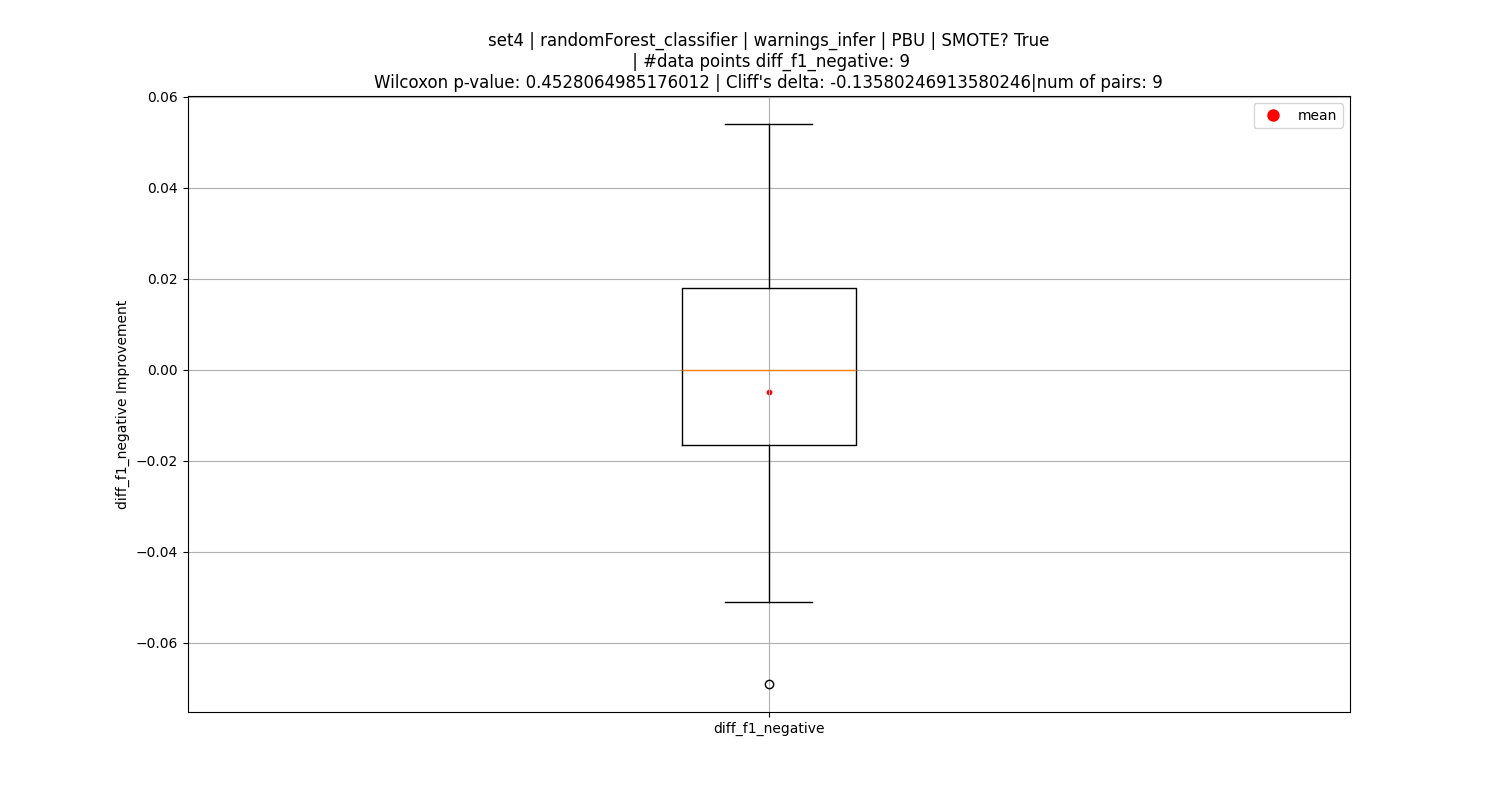 set4 | randomForest_classifier | warnings_infer | PBU | SMOTE? True
| #data points diff_f1_negative: 9
Wilcoxon p-value: 0.4528064985176012 | Cliff's delta: -0.13580246913580246|num of pairs: 9
mean
0.06
0.04
0.02
0.00
−0.02
−0.04
−0.06
diff_f1_negative Improvement
diff_f1_negative